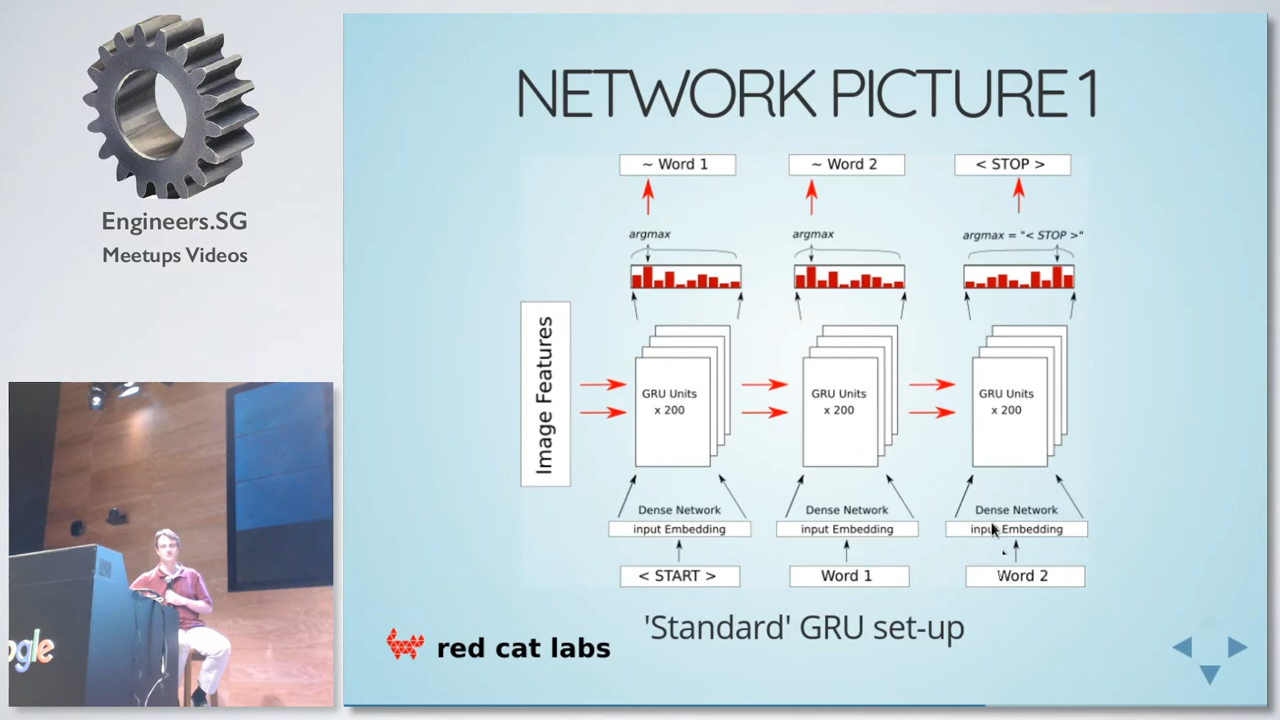 Engineers.SG
Meetups Videos
NETWORK PICTURE 1
~ Word 1
~ Word 2
< STOP >
argmax
argmax
argmax = "< STOP >"
Image Features
GRU Units
x 200
GRU Units
x 200
GRU Units
x 200
Dense Network
Dense Network
Dense Network
input Embedding
input Embedding
input Embedding
< START >
Word 1
Word 2
'Standard' GRU set-up
red cat labs
ogle